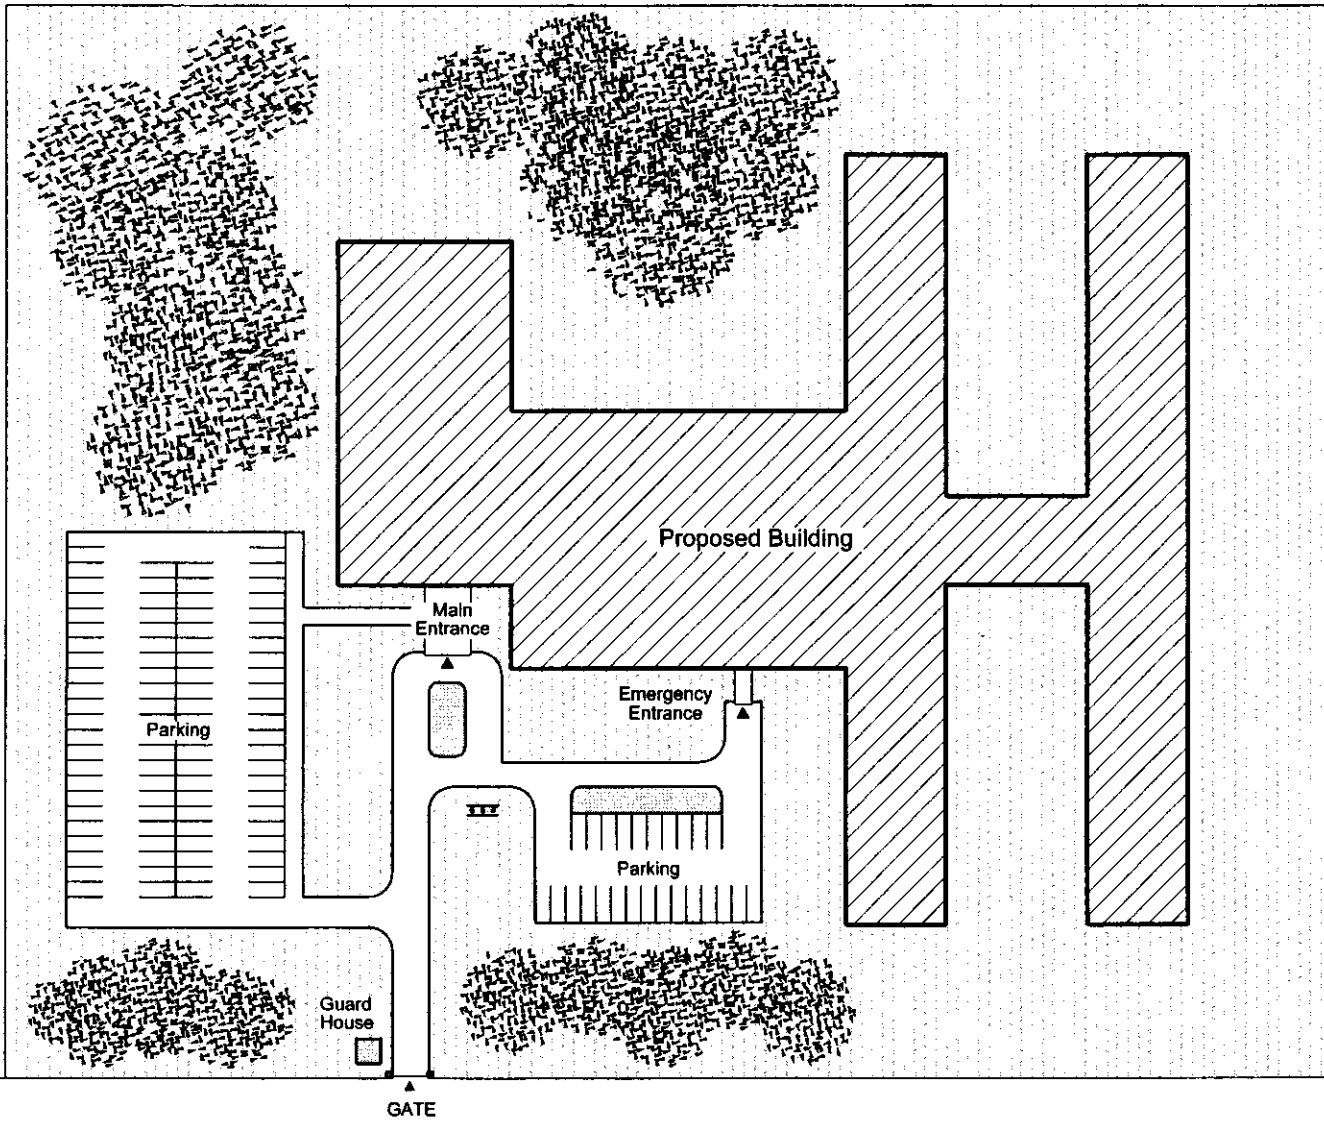 Proposed Building
Main
Entrance
Emergency
Entrance
Parking
Parking
Guard
House
GATE